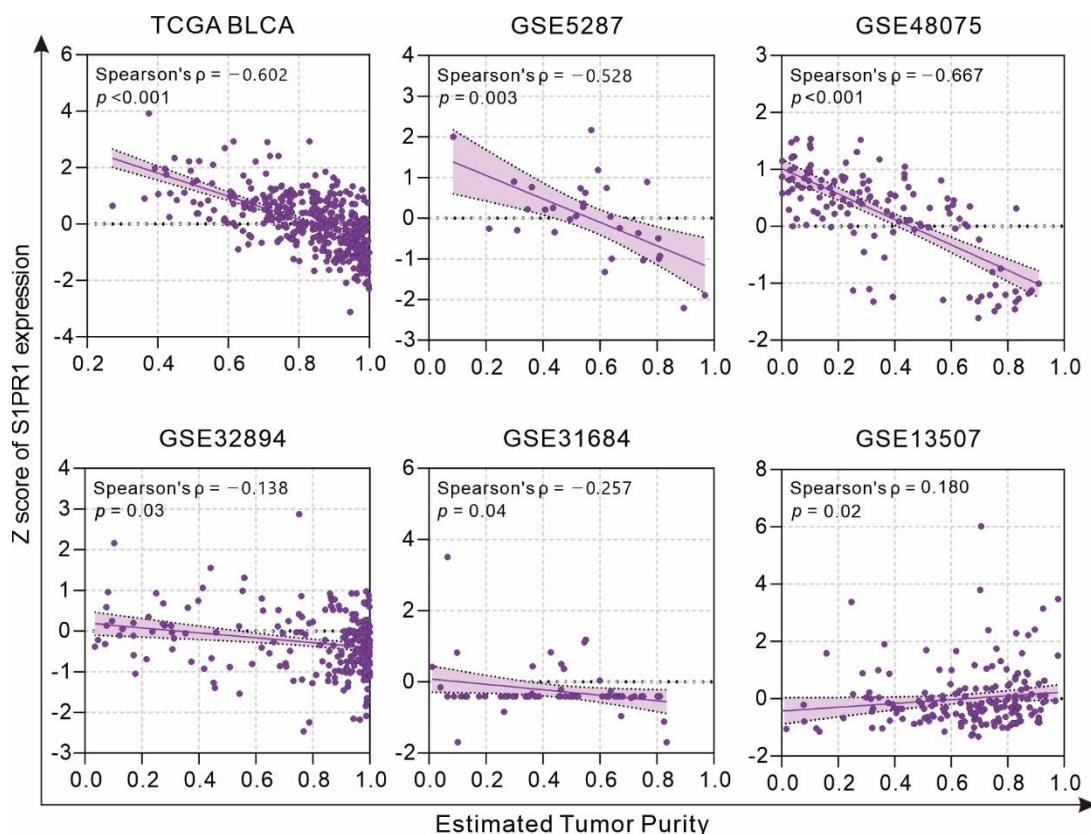 TCGA BLCA
GSE5287
GSE48075
Spearson's ρ = −0.602
p <0.001
Spearson's ρ = −0.528
p = 0.003
Spearson's ρ = −0.667
p <0.001
6
4
2
0
-2
-4
0.2 0.4 0.6 0.8 1.0
4
3
2
1
0
-1
-2
-3
0.0 0.2 0.4 0.6 0.8 1.0
3
2
1
0
-1
-2
0.0 0.2 0.4 0.6 0.8 1.0
Z score of S1PR1 expression
GSE32894
GSE31684
GSE13507
Spearson's ρ = −0.138
p = 0.03
Spearson's ρ = −0.257
p = 0.04
Spearson's ρ = 0.180
p = 0.02
4
3
2
1
0
-1
-2
-3
0.0 0.2 0.4 0.6 0.8 1.0
6
4
2
0
-2
0.0 0.2 0.4 0.6 0.8 1.0
8
6
4
2
0
-2
0.0 0.2 0.4 0.6 0.8 1.0
Estimated Tumor Purity